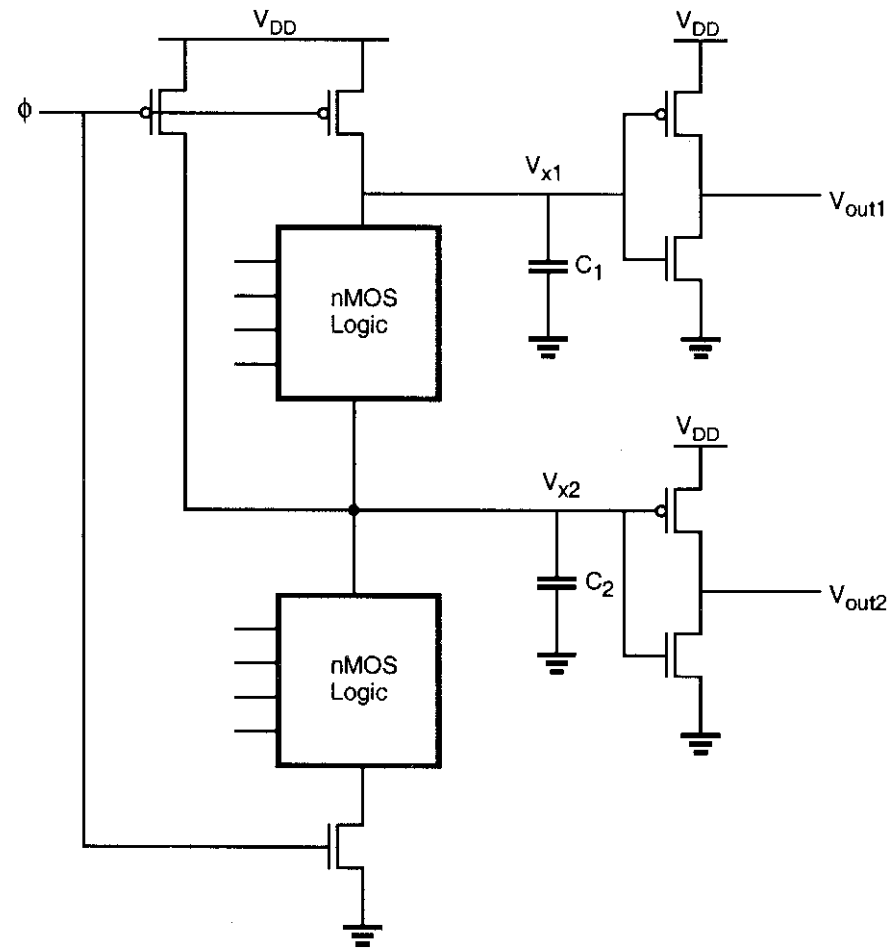 V_DD
V_DD
ϕ
V_x1
V_out1
C_1
nMOS
Logic
V_DD
V_x2
C_2
V_out2
nMOS
Logic